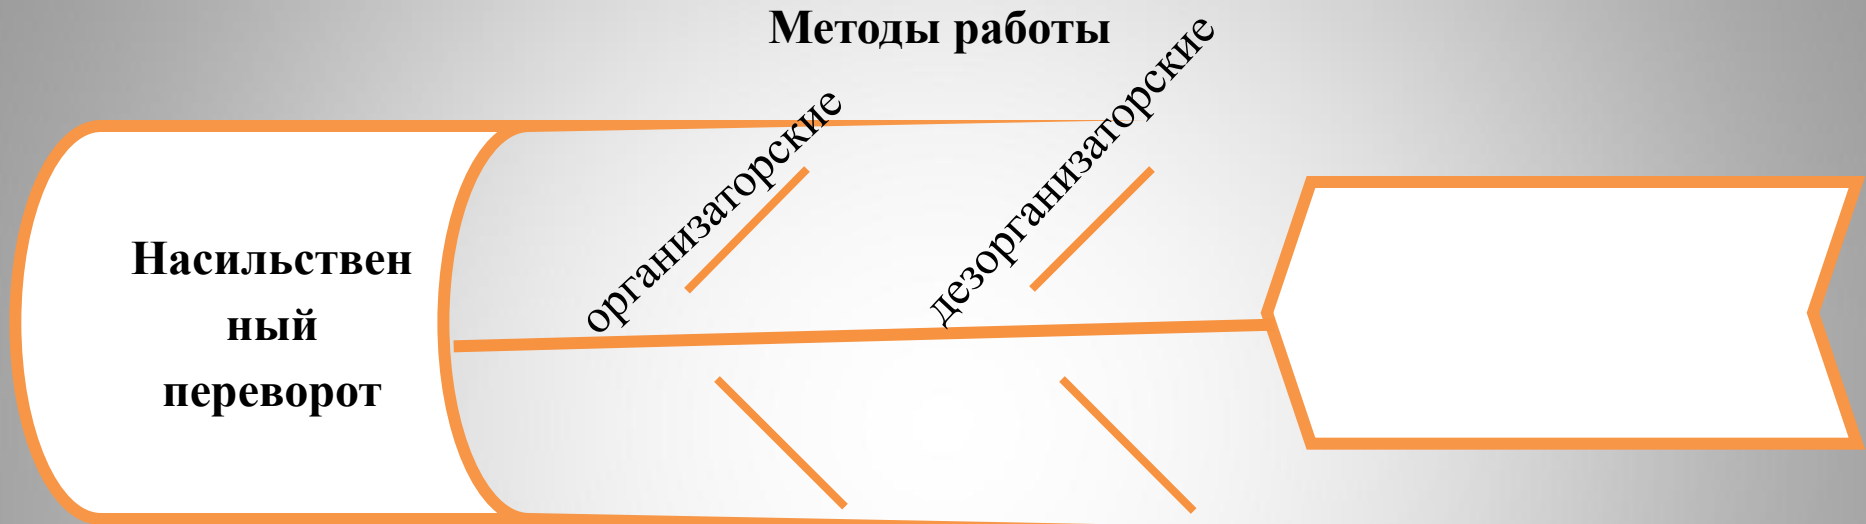 Методы работы
организаторские
дезорганизаторские
Насильствен
ный
переворот